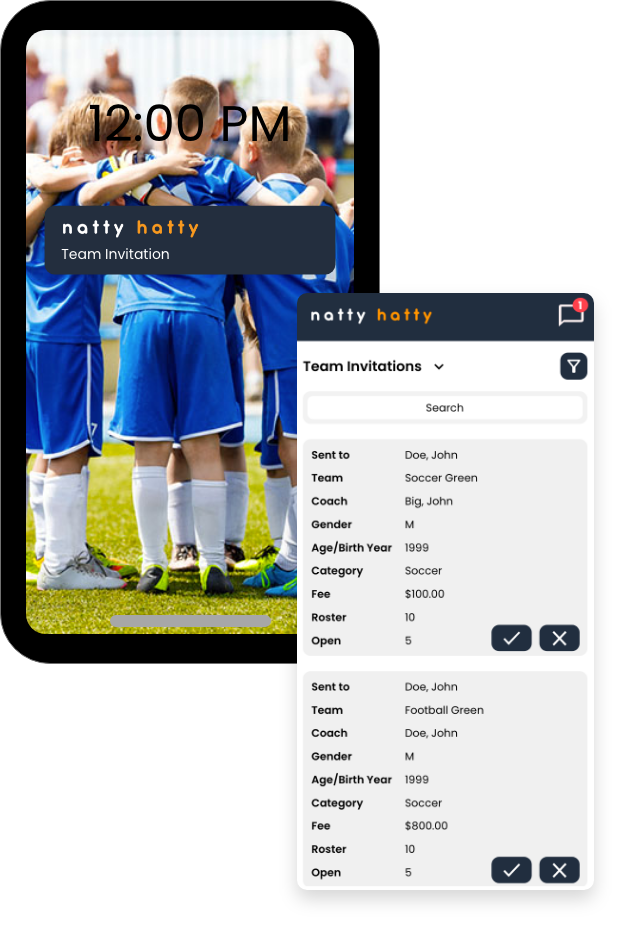 12:00 PM
natty hatty
Team Invitation
natty hatty
1
Team Invitations
Search
Sent to Doe, John
Team Soccer Green
Coach Big, John
Gender M
Age/Birth Year 1999
Category Soccer
Fee $100.00
Roster 10
Open 5
Sent to Doe, John
Team Football Green
Coach Doe, John
Gender M
Age/Birth Year 1999
Category Soccer
Fee $800.00
Roster 10
Open 5